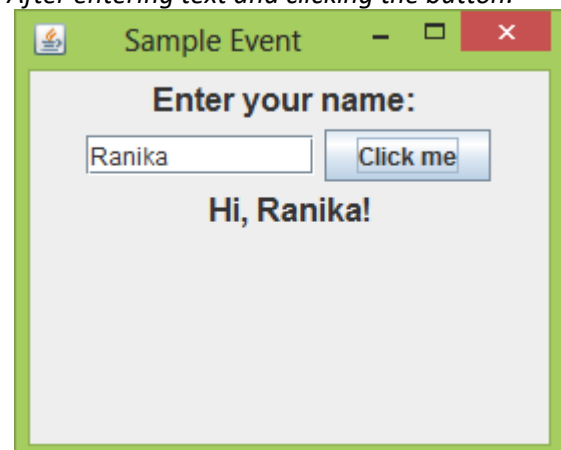 After entering text and clicking the button:
Sample Event
Enter your name:
Ranika Click me
Hi, Ranika!